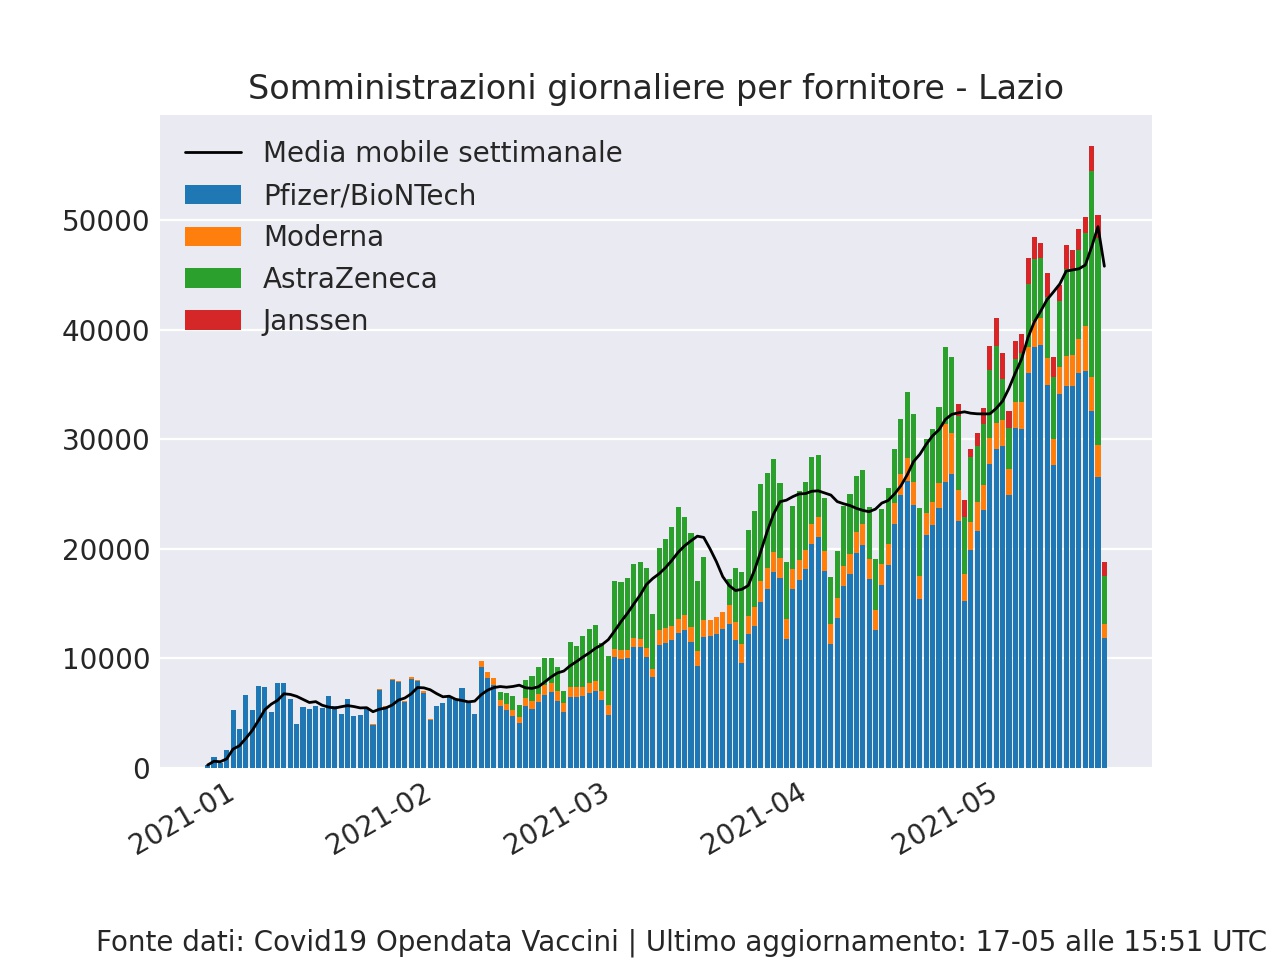 Somministrazioni giornaliere per fornitore - Lazio
Media mobile settimanale
Pfizer/BioNTech
Moderna
AstraZeneca
Janssen
50000
40000
30000
20000
10000
0
2021-01
2021-02
2021-03
2021-04
2021-05
Fonte dati: Covid19 Opendata Vaccini | Ultimo aggiornamento: 17-05 alle 15:51 UTC